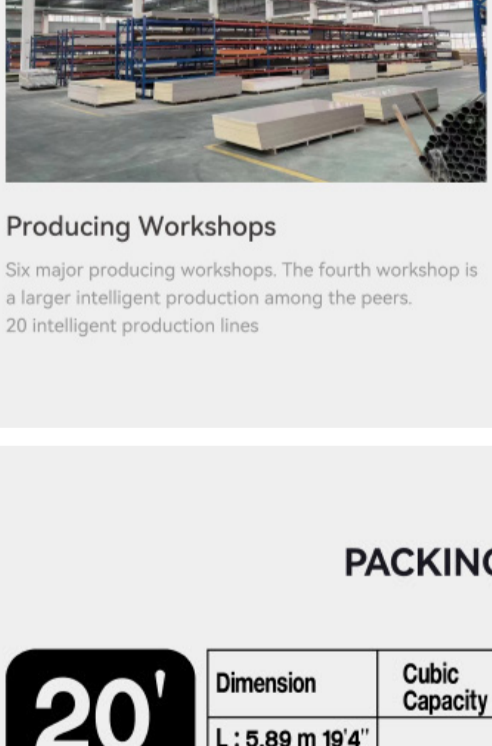 Producing Workshops
Six major producing workshops. The fourth workshop is
a larger intelligent production among the peers.
20 intelligent production lines
PACKING
20'
Dimension
Cubic
Capacity
L : 5.89 m 19'4"